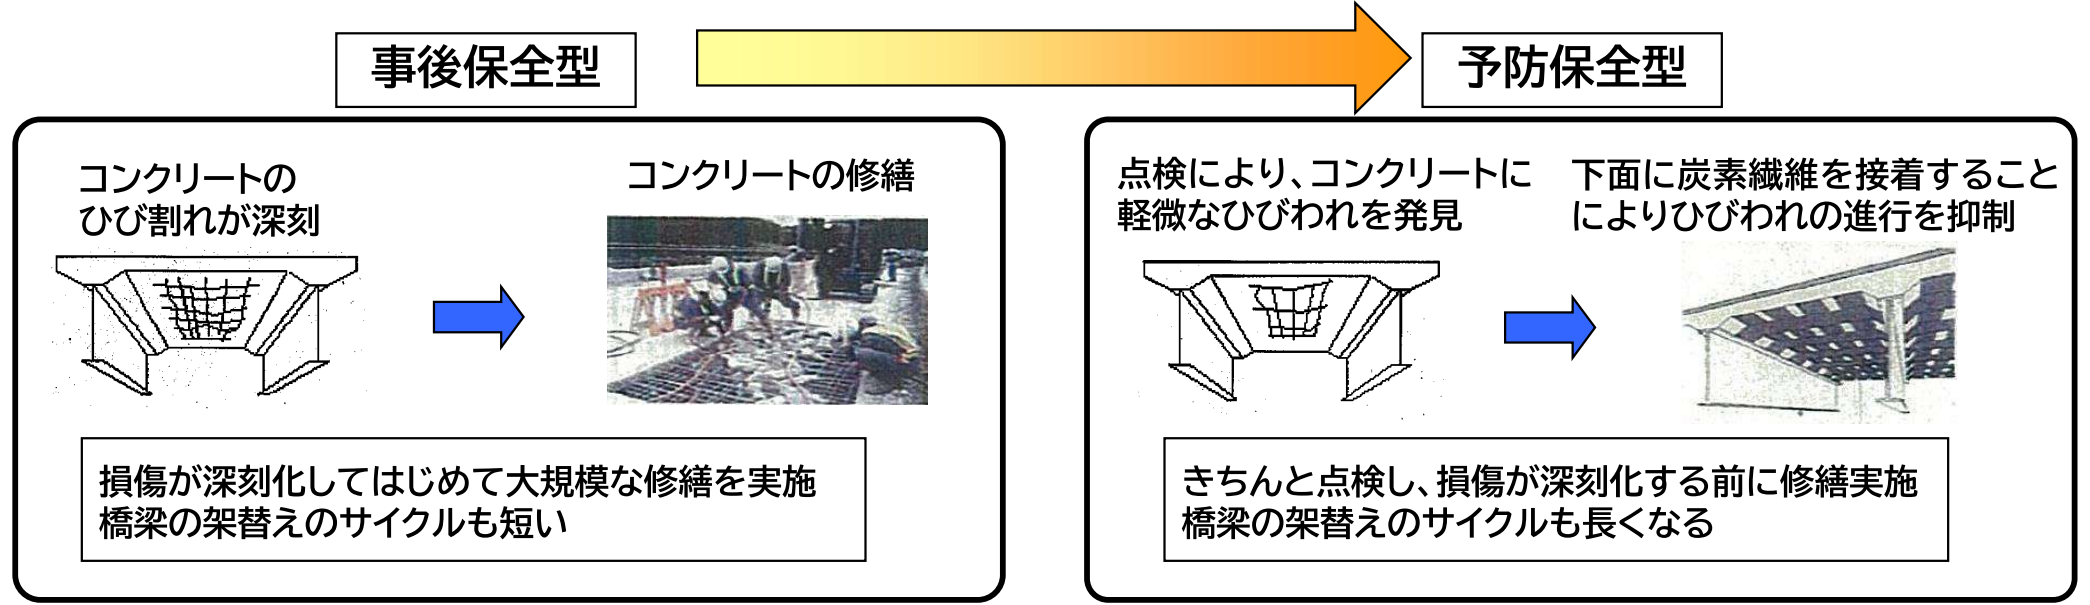 事後保全型
予防保全型
コンクリートの
ひび割れが深刻
コンクリートの修繕
損傷が深刻化してはじめて大規模な修繕を実施
橋梁の架替えのサイクルも短い
点検により、コンクリートに
軽微なひびわれを発見
下面に炭素繊維を接着すること
によりひびわれの進行を抑制
きちんと点検し、損傷が深刻化する前に修繕実施
橋梁の架替えのサイクルも長くなる